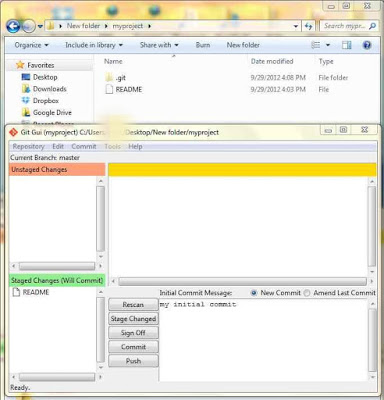 New folder ▸ myproject ▸
Search mypr...
Organize ▾ Include in library ▾ Share with ▾ Burn New folder
Favorites
Desktop
Downloads
Dropbox
Google Drive
Name
Date modified
Type
.git
9/29/2012 4:08 PM
File folder
README
9/29/2012 4:03 PM
File
Git Gui (myproject) C:/Users/ Desktop/New folder/myproject
Repository Edit Commit Tools Help
Current Branch: master
Unstaged Changes
Staged Changes (Will Commit)
README
Initial Commit Message: New Commit Amend Last Commit
my initial commit
Rescan
Stage Changed
Sign Off
Commit
Push
Ready.